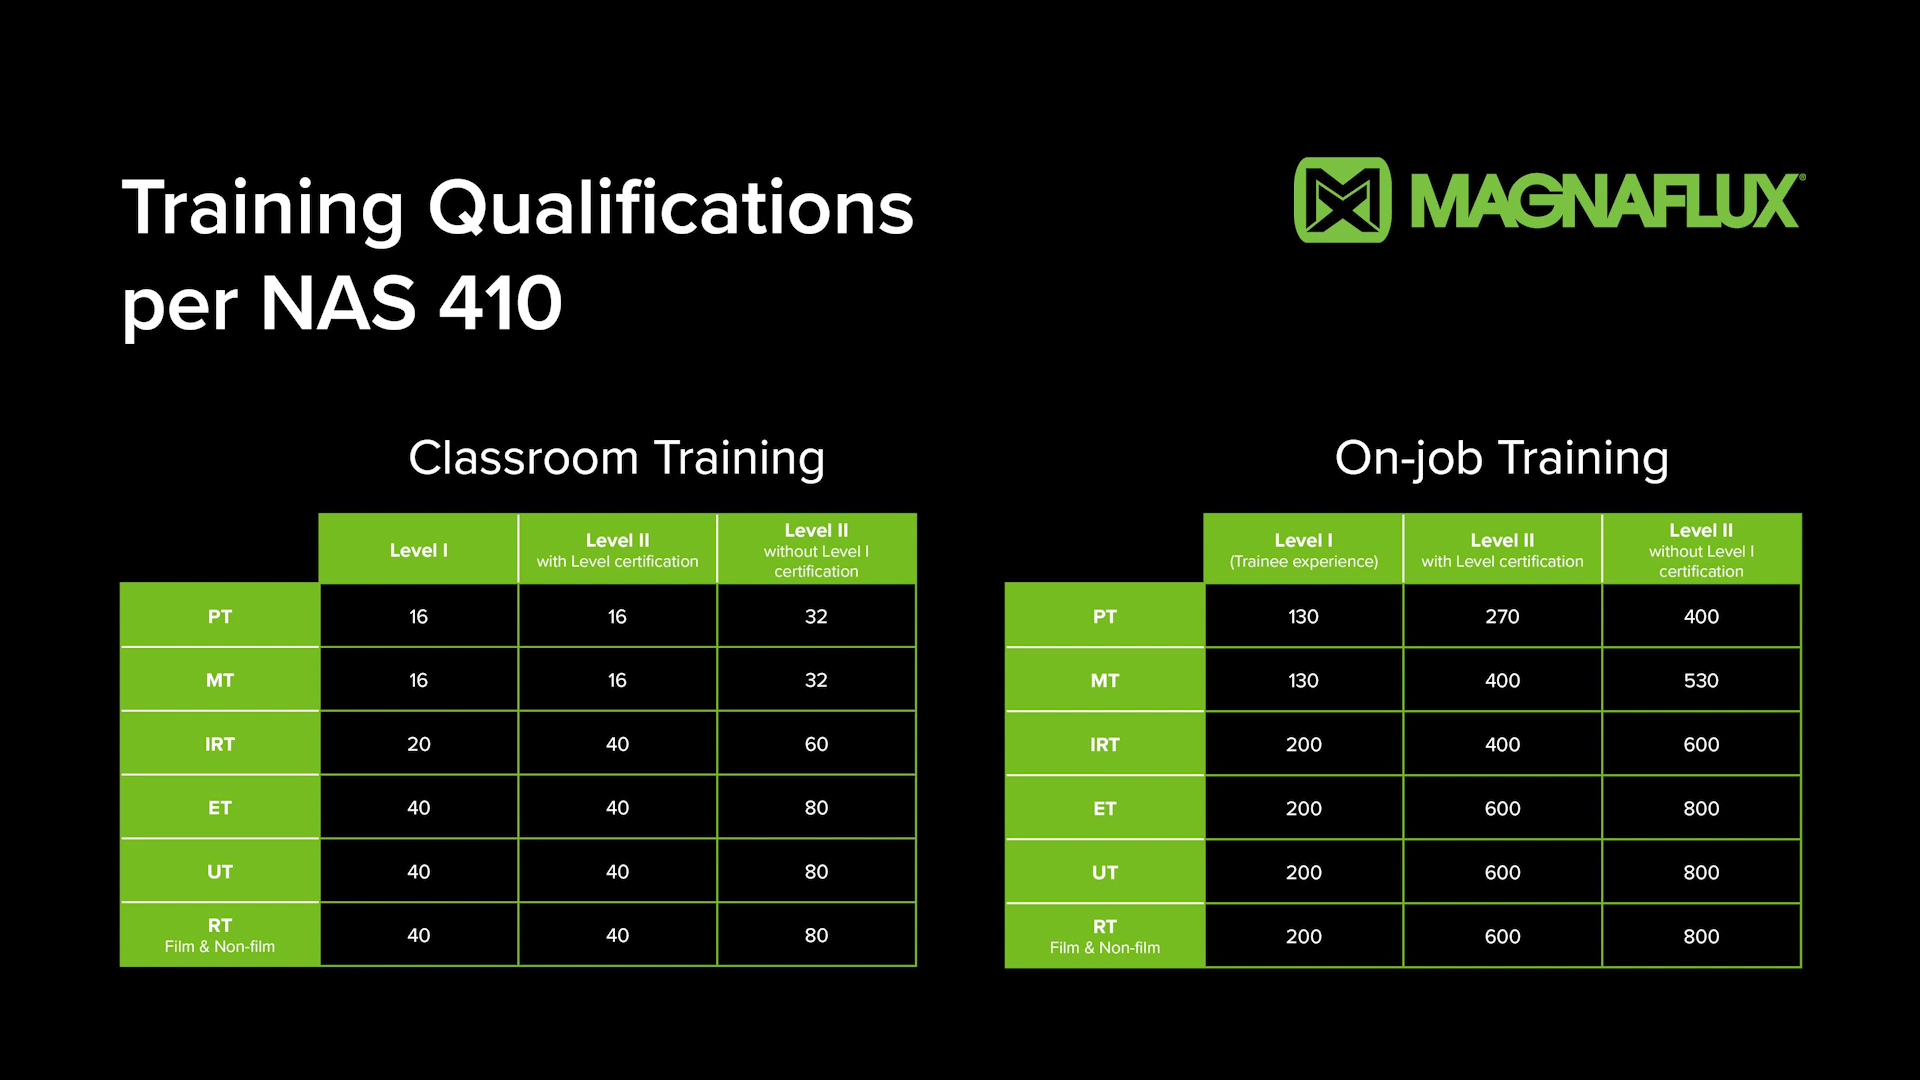 Training Qualifications
per NAS 410
MAGNAFLUX®
Classroom Training
Level I
Level II
with Level certification
Level II
without Level I
certification
PT 16 16 32
MT 16 16 32
IRT 20 40 60
ET 40 40 80
UT 40 40 80
RT
Film & Non-film
40 40 80
On-job Training
Level I
(Trainee experience)
Level II
with Level certification
Level II
without Level I
certification
PT 130 270 400
MT 130 400 530
IRT 200 400 600
ET 200 600 800
UT 200 600 800
RT
Film & Non-film
200 600 800